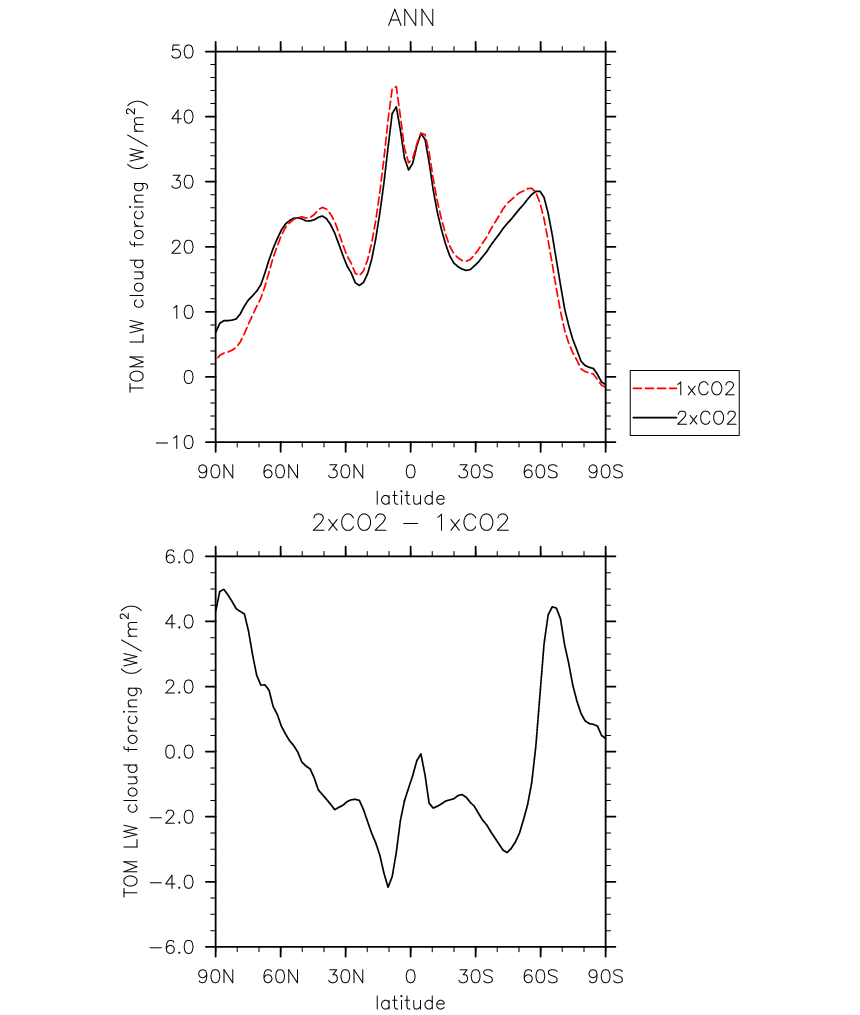 ANN
TOM LW cloud forcing (W/m²)
50
40
30
20
10
0
−10
90N 60N 30N 0 30S 60S 90S
latitude
1xCO2
2xCO2
2xCO2 − 1xCO2
TOM LW cloud forcing (W/m²)
6.0
4.0
2.0
0.0
−2.0
−4.0
−6.0
90N 60N 30N 0 30S 60S 90S
latitude